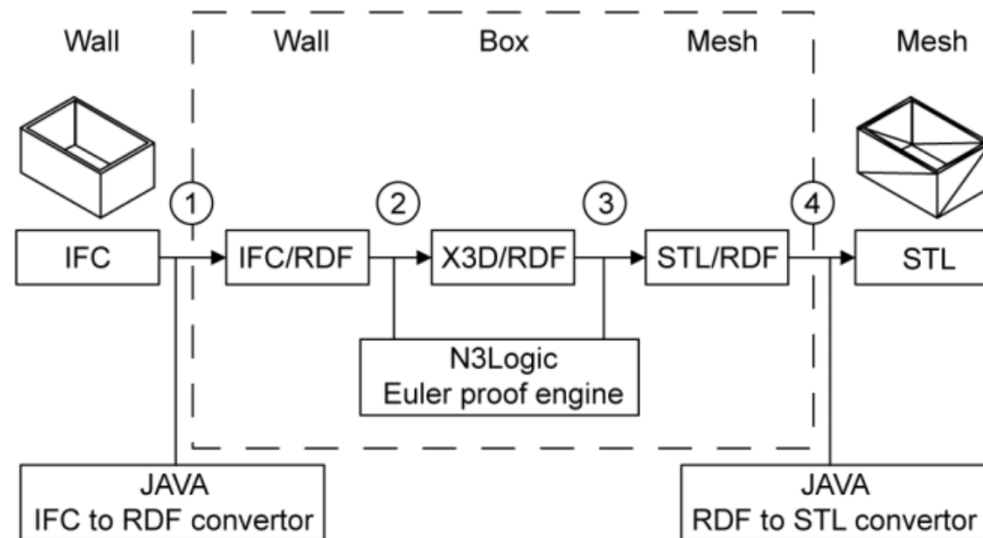 Wall Wall Box Mesh Mesh
1 2 3 4
IFC IFC/RDF X3D/RDF STL/RDF STL
N3Logic
Euler proof engine
JAVA
IFC to RDF convertor
JAVA
RDF to STL convertor